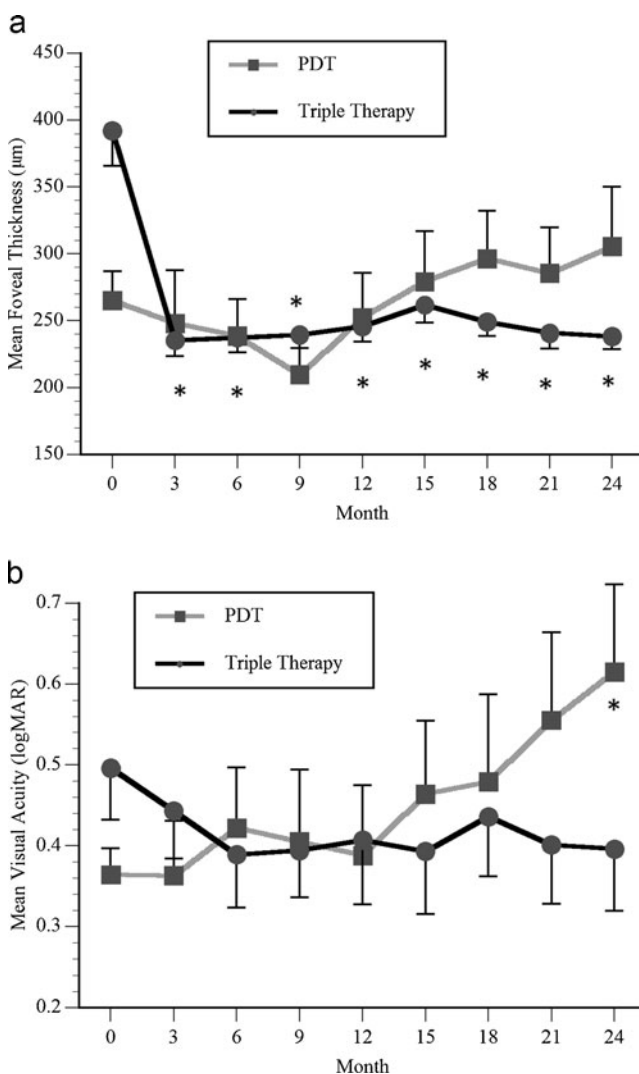 a
450
400
350
300
250
200
150
Mean Foveal Thickness (µm)
PDT
Triple Therapy
*
* * * * * * *
0 3 6 9 12 15 18 21 24
Month
b
0.7
0.6
0.5
0.4
0.3
0.2
Mean Visual Acuity (logMAR)
PDT
Triple Therapy
*
0 3 6 9 12 15 18 21 24
Month